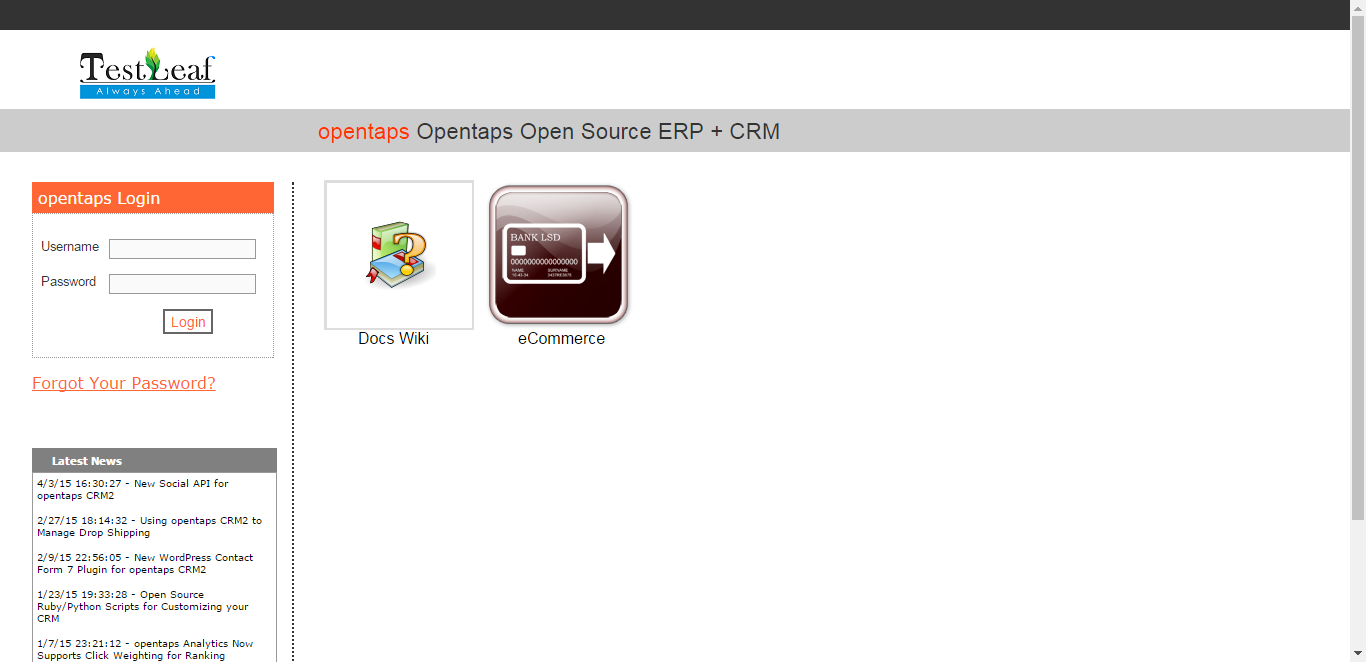 TestLeaf
Always Ahead
opentaps Opentaps Open Source ERP + CRM
opentaps Login
Username
Password
Login
Forgot Your Password?
BANK LSD
0000000000000000
NAME SURNAME
Docs Wiki
eCommerce
Latest News
4/3/15 16:30:27 - New Social API for
opentaps CRM2
2/27/15 18:14:32 - Using opentaps CRM2 to
Manage Drop Shipping
2/9/15 22:56:05 - New WordPress Contact
Form 7 Plugin for opentaps CRM2
1/23/15 19:33:28 - Open Source
Ruby/Python Scripts for Customizing your
CRM
1/7/15 23:21:12 - opentaps Analytics Now
Supports Click Weighting for Ranking